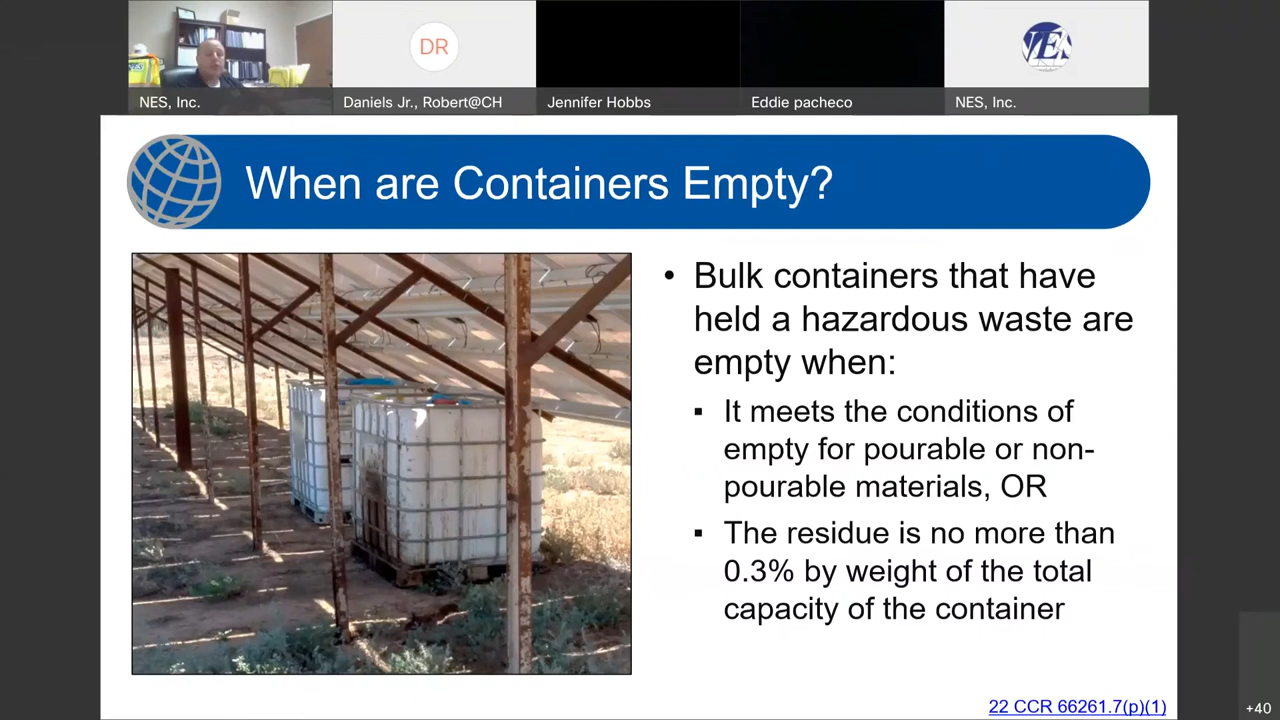 DR
NES, Inc.
Daniels Jr., Robert@CH
Jennifer Hobbs
Eddie pacheco
NES, Inc.
When are Containers Empty?
• Bulk containers that have
held a hazardous waste are
empty when:
▪ It meets the conditions of
empty for pourable or non-
pourable materials, OR
▪ The residue is no more than
0.3% by weight of the total
capacity of the container
22 CCR 66261.7(p)(1)
+40